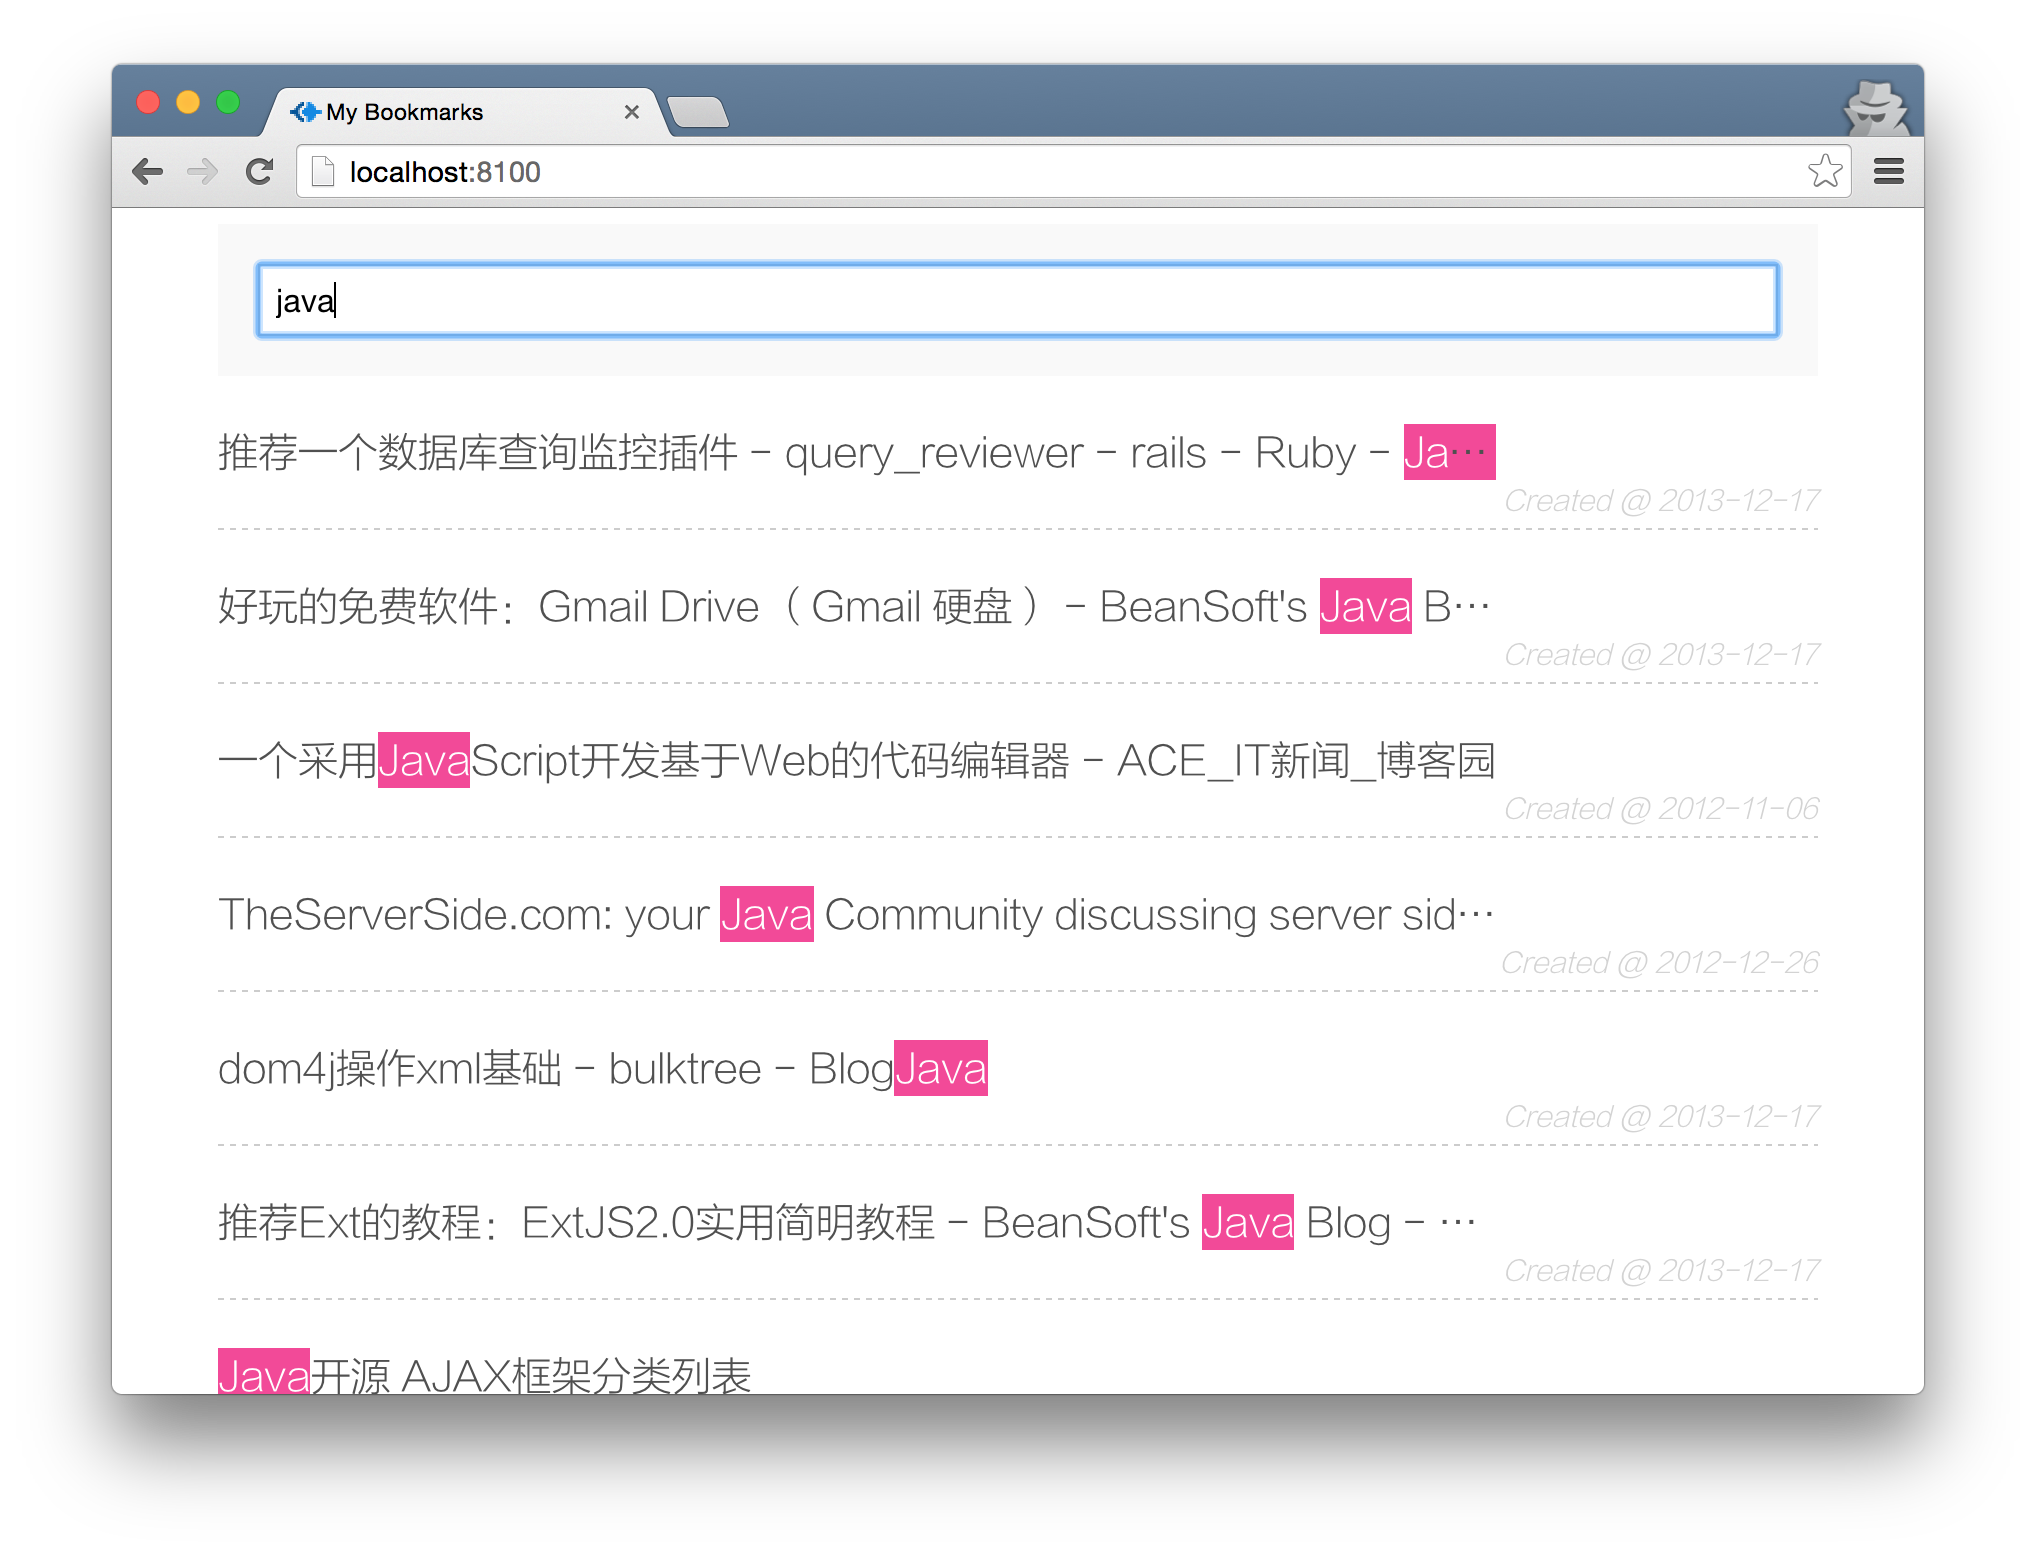 My Bookmarks
localhost:8100
java
推荐一个数据库查询监控插件 - query_reviewer - rails - Ruby - Ja…
Created @ 2013-12-17
好玩的免费软件：Gmail Drive（ Gmail 硬盘 ） - BeanSoft's Java B…
Created @ 2013-12-17
一个采用JavaScript开发基于Web的代码编辑器 - ACE_IT新闻_博客园
Created @ 2012-11-06
TheServerSide.com: your Java Community discussing server sid…
Created @ 2012-12-26
dom4j操作xml基础 - bulktree - BlogJava
Created @ 2013-12-17
推荐Ext的教程：ExtJS2.0实用简明教程 - BeanSoft's Java Blog - …
Created @ 2013-12-17
Java开源 AJAX框架分类列表